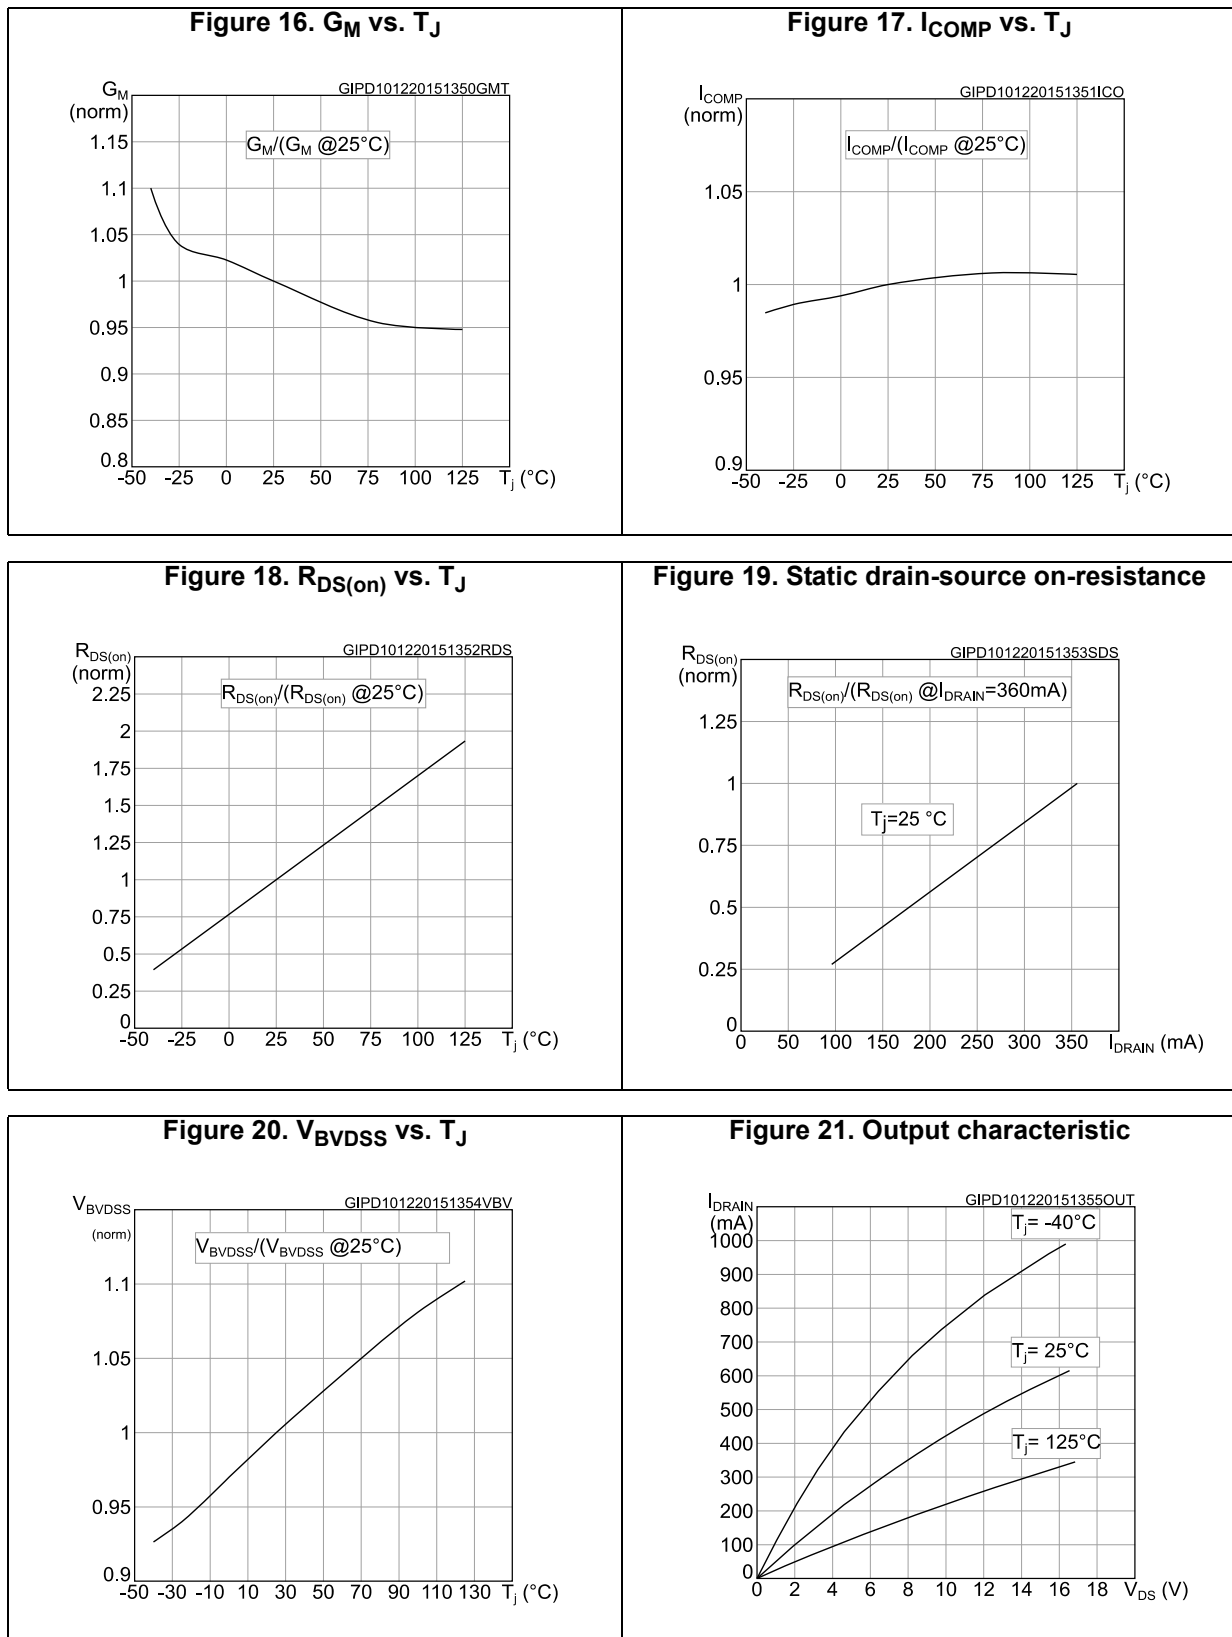 Figure 16. GM vs. TJ
GM
(norm)
GIPD101220151350GMT
GM/(GM @25°C)
1.15
1.1
1.05
1
0.95
0.9
0.85
0.8
-50 -25 0 25 50 75 100 125 Tj (°C)
Figure 17. ICOMP vs. TJ
ICOMP
(norm)
GIPD101220151351ICO
ICOMP/(ICOMP @25°C)
1.05
1
0.95
0.9
-50 -25 0 25 50 75 100 125 Tj (°C)
Figure 18. RDS(on) vs. TJ
RDS(on)
(norm)
GIPD101220151352RDS
RDS(on)/(RDS(on) @25°C)
2.25
2
1.75
1.5
1.25
1
0.75
0.5
0.25
0
-50 -25 0 25 50 75 100 125 Tj (°C)
Figure 19. Static drain-source on-resistance
RDS(on)
(norm)
GIPD101220151353SDS
RDS(on)/(RDS(on) @IDRAIN=360mA)
1.25
1
Tj=25 °C
0.75
0.5
0.25
0
0 50 100 150 200 250 300 350 IDRAIN (mA)
Figure 20. VBVDSS vs. TJ
VBVDSS
(norm)
GIPD101220151354VBV
VBVDSS/(VBVDSS @25°C)
1.1
1.05
1
0.95
0.9
-50 -30 -10 10 30 50 70 90 110 130 Tj (°C)
Figure 21. Output characteristic
IDRAIN
(mA)
GIPD101220151355OUT
Tj= -40°C
1000
900
800
700
Tj= 25°C
600
500
400
Tj= 125°C
300
200
100
0
0 2 4 6 8 10 12 14 16 18 VDS (V)